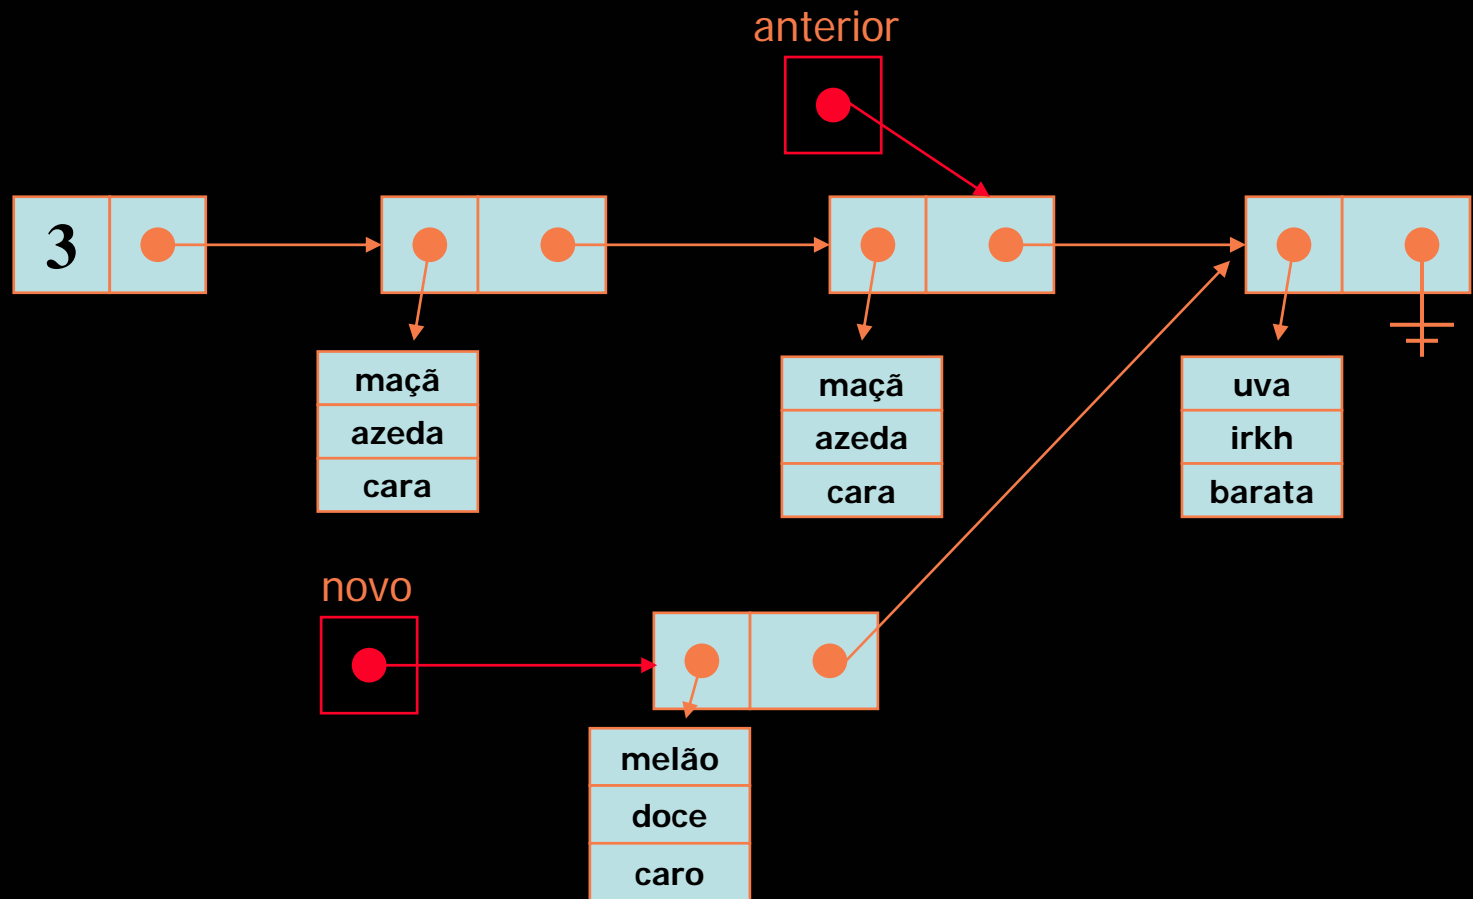 anterior
3
maçã
azeda
cara
maçã
azeda
cara
uva
irkh
barata
novo
melão
doce
caro